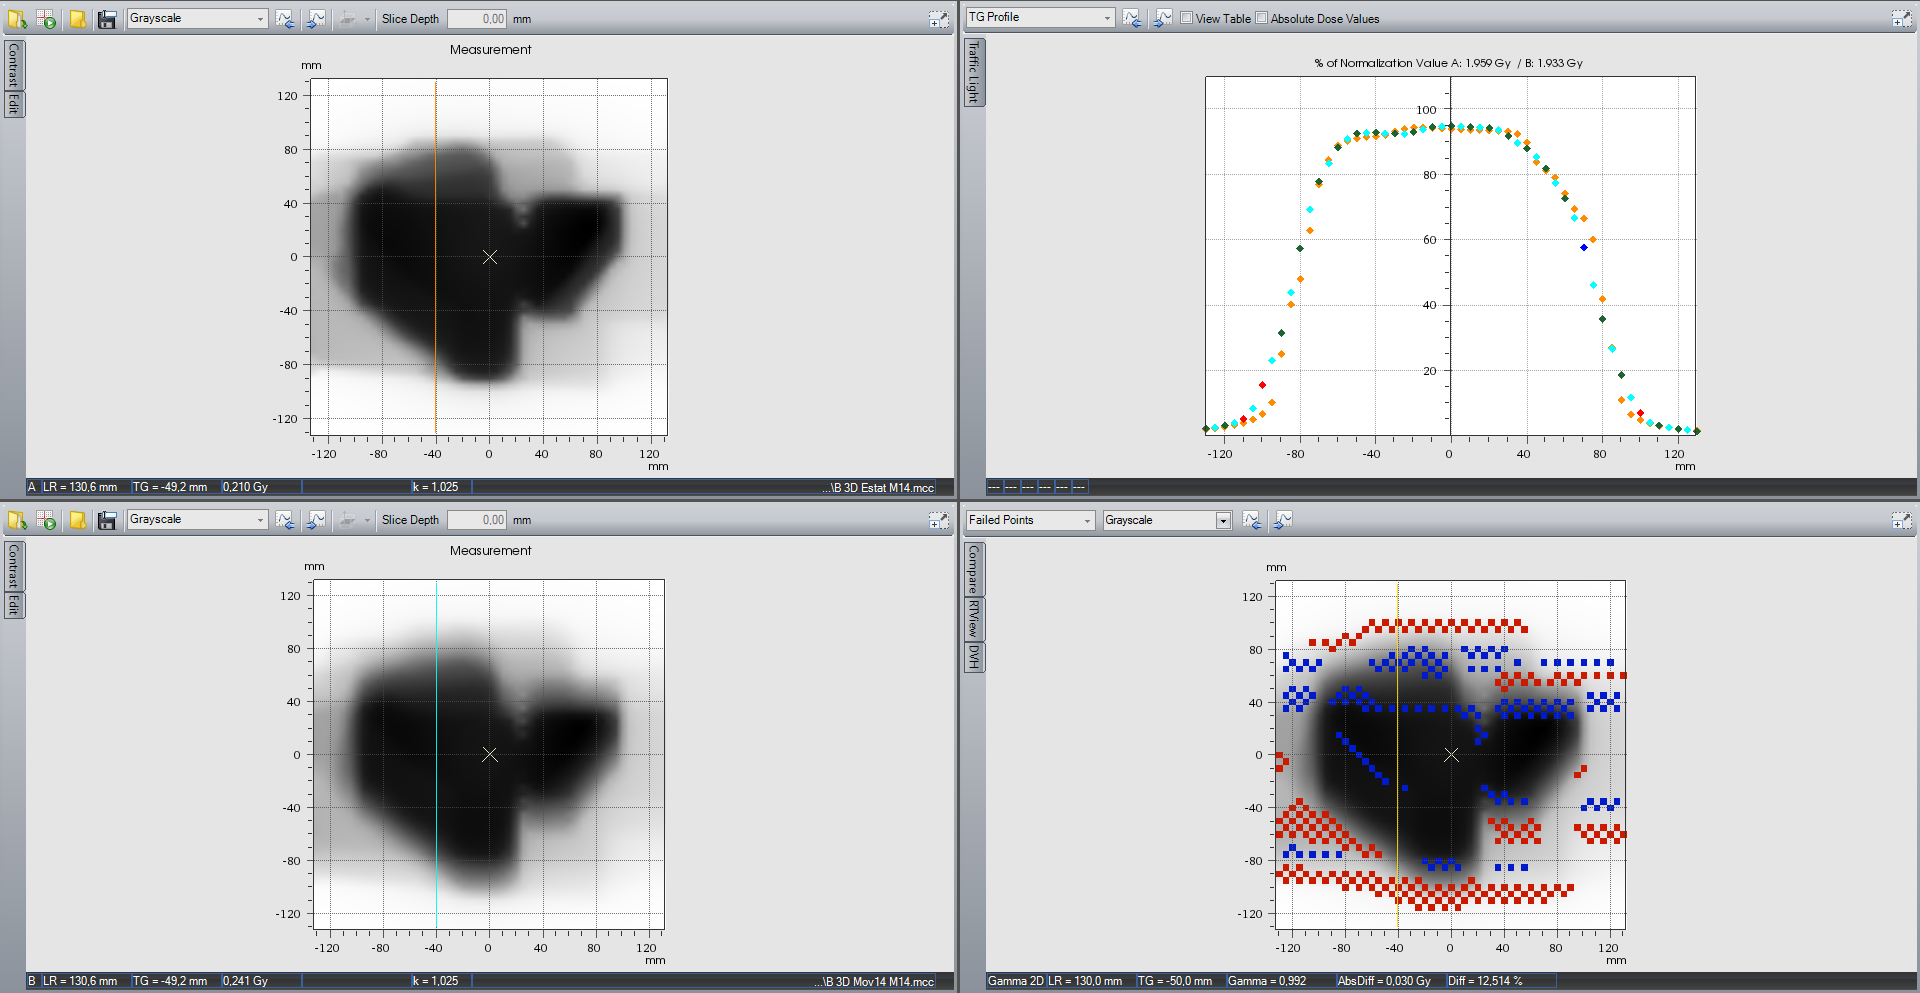 Grayscale
Slice Depth 0,00 mm
Contrast
Edit
Measurement
mm
120
80
40
0
-40
-80
-120
-120 -80 -40 0 40 80 120
mm
A LR = 130,6 mm TG = -49,2 mm 0,210 Gy k = 1,025 ...\B 3D Estat M14.mcc
TG Profile View Table Absolute Dose Values
Traffic Light
% of Normalization Value A: 1.959 Gy / B: 1.933 Gy
100
80
60
40
20
-120 -80 -40 0 40 80 120
mm
--- --- --- --- --- ---
Grayscale
Slice Depth 0,00 mm
Contrast
Edit
Measurement
mm
120
80
40
0
-40
-80
-120
-120 -80 -40 0 40 80 120
mm
B LR = 130,6 mm TG = -49,2 mm 0,241 Gy k = 1,025 ...\B 3D Mov14 M14.mcc
Failed Points Grayscale
Compare
RTView
DVH
mm
120
80
40
0
-40
-80
-120
-120 -80 -40 0 40 80 120
mm
Gamma 2D LR = 130,0 mm TG = -50,0 mm Gamma = 0,992 AbsDiff = 0,030 Gy Diff = 12,514 %